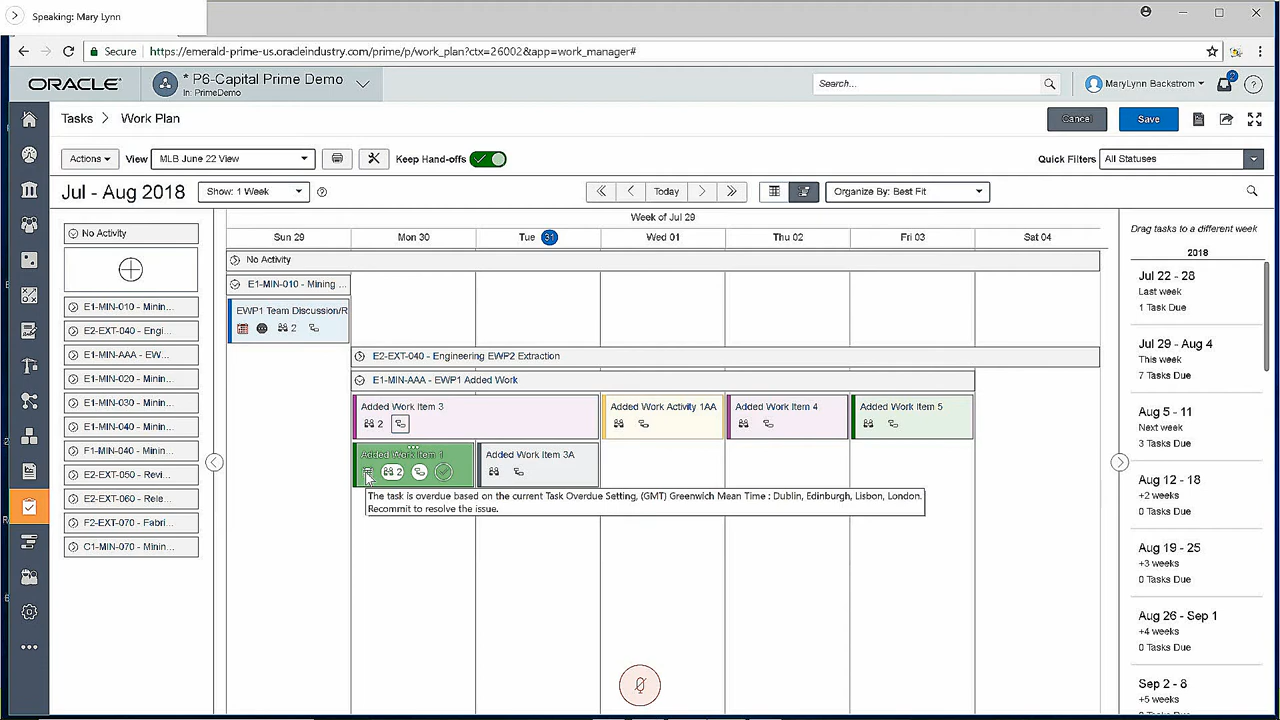 Speaking: Mary Lynn
Secure
https://emerald-prime-us.oracleindustry.com/prime/p/work_plan?ctx=26002&app=work_manager#
ORACLE
* P6-Capital Prime Demo
In: PrimeDemo
Search...
MaryLynn Backstrom
2
?
Tasks > Work Plan
Cancel
Save
Actions
View
MLB June 22 View
Keep Hand-offs
Quick Filters
All Statuses
Jul - Aug 2018
Show: 1 Week
Today
Organize By: Best Fit
Week of Jul 29
Sun 29
Mon 30
Tue 31
Wed 01
Thu 02
Fri 03
Sat 04
No Activity
E1-MIN-010 - Minin...
E2-EXT-040 - Engi...
E1-MIN-AAA - EW...
E1-MIN-020 - Minin...
E1-MIN-030 - Minin...
E1-MIN-040 - Minin...
F1-MIN-040 - Minin...
E2-EXT-050 - Revi...
E2-EXT-060 - Rele...
F2-EXT-070 - Fabri...
C1-MIN-070 - Minin...
No Activity
E1-MIN-010 - Mining ...
EWP1 Team Discussion/R
2
E2-EXT-040 - Engineering EWP2 Extraction
E1-MIN-AAA - EWP1 Added Work
Added Work Item 3
2
Added Work Activity 1AA
Added Work Item 4
Added Work Item 5
Added Work Item 1
2
Added Work Item 3A
The task is overdue based on the current Task Overdue Setting, (GMT) Greenwich Mean Time : Dublin, Edinburgh, Lisbon, London.
Recommit to resolve the issue.
Drag tasks to a different week
2018
Jul 22 - 28
Last week
1 Task Due
Jul 29 - Aug 4
This week
7 Tasks Due
Aug 5 - 11
Next week
3 Tasks Due
Aug 12 - 18
+2 weeks
0 Tasks Due
Aug 19 - 25
+3 weeks
0 Tasks Due
Aug 26 - Sep 1
+4 weeks
0 Tasks Due
Sep 2 - 8
+5 weeks